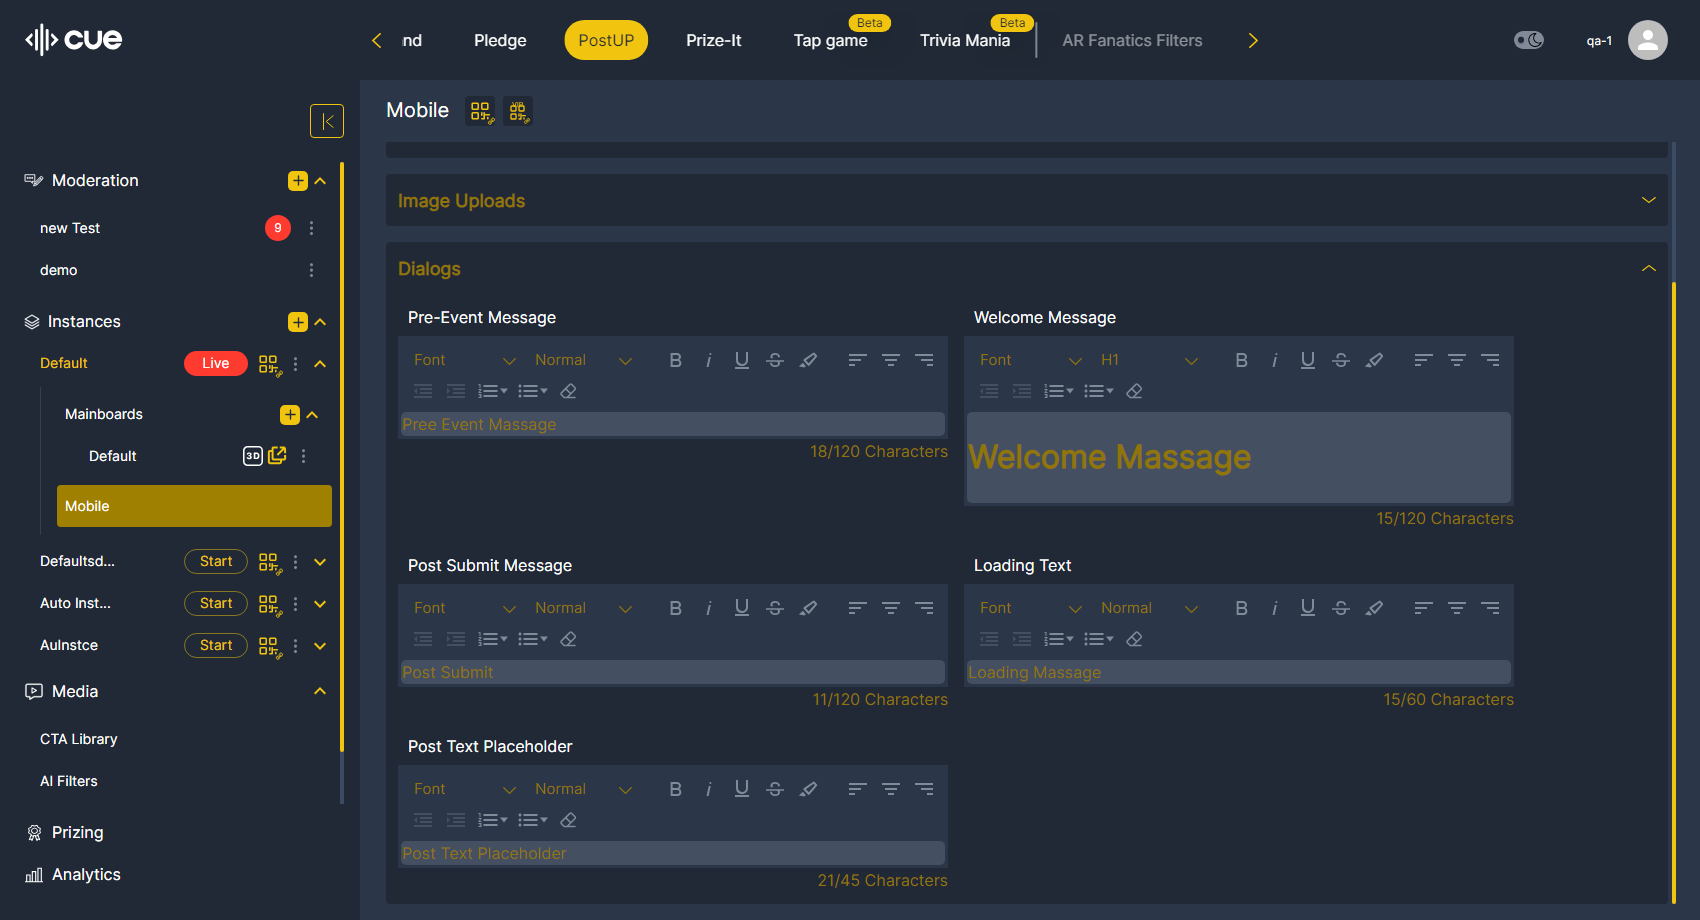 cue
nd
Pledge
PostUP
Prize-It
Tap game
Beta
Trivia Mania
Beta
AR Fanatics Filters
qa-1
Moderation
new Test
9
demo
Instances
Default
Live
Mainboards
Default
3D
Mobile
Defaultsd...
Start
Auto Inst...
Start
AuInstce
Start
Media
CTA Library
AI Filters
Prizing
Analytics
Mobile
Image Uploads
Dialogs
Pre-Event Message
Font
Normal
Pree Event Massage
18/120 Characters
Welcome Message
Font
H1
Welcome Massage
15/120 Characters
Post Submit Message
Font
Normal
Post Submit
11/120 Characters
Loading Text
Font
Normal
Loading Massage
15/60 Characters
Post Text Placeholder
Font
Normal
Post Text Placeholder
21/45 Characters